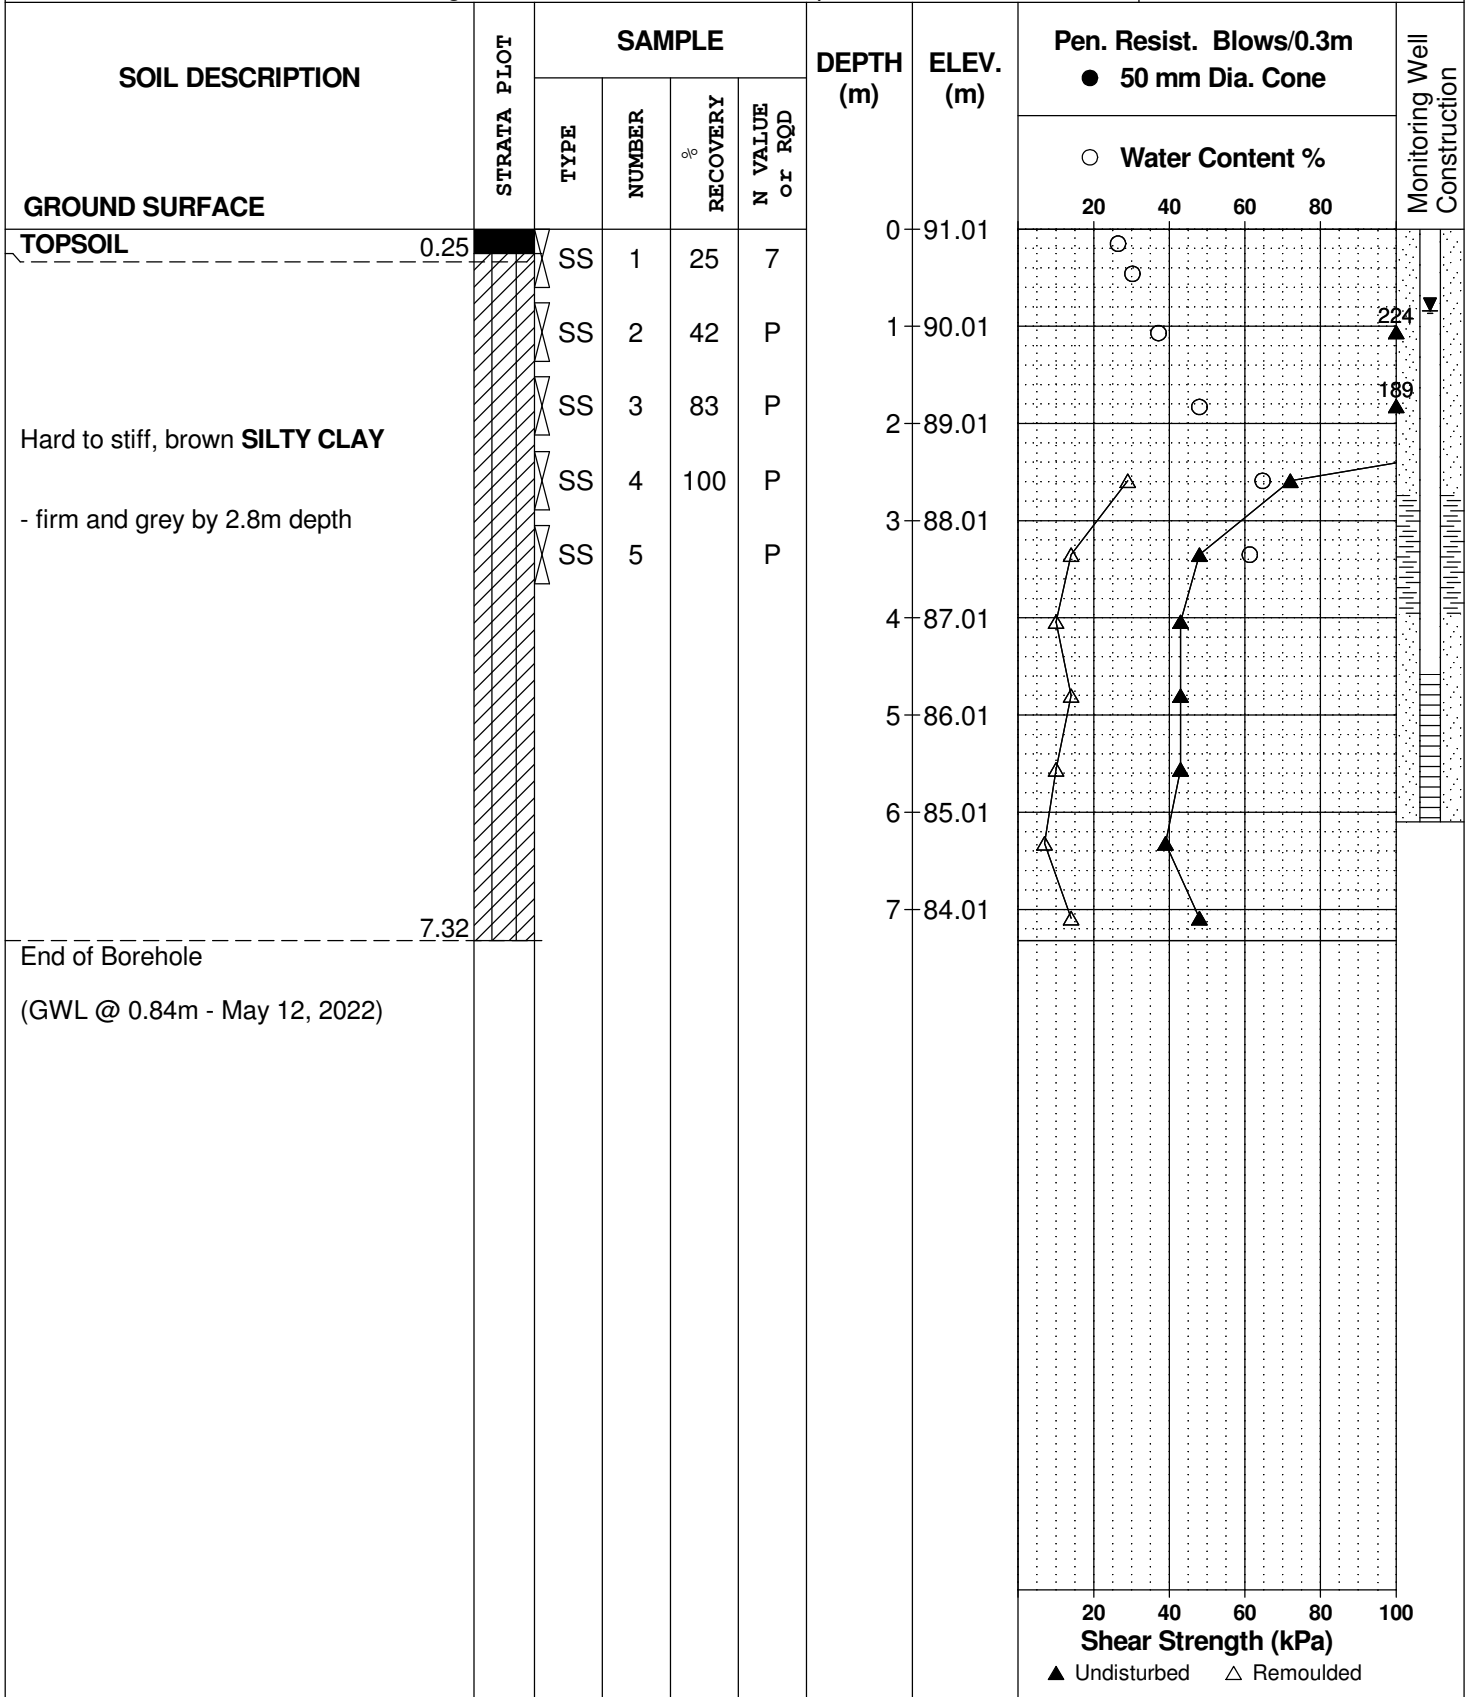 SOIL DESCRIPTION
GROUND SURFACE
STRATA PLOT
SAMPLE
TYPE
NUMBER
% RECOVERY
N VALUE or RQD
DEPTH (m)
ELEV. (m)
Pen. Resist. Blows/0.3m
● 50 mm Dia. Cone
○ Water Content %
20 40 60 80
Monitoring Well Construction
TOPSOIL 0.25
Hard to stiff, brown SILTY CLAY
- firm and grey by 2.8m depth
7.32
End of Borehole
(GWL @ 0.84m - May 12, 2022)
SS 1 25 7
SS 2 42 P
SS 3 83 P
SS 4 100 P
SS 5 P
0 91.01
1 90.01
2 89.01
3 88.01
4 87.01
5 86.01
6 85.01
7 84.01
224
189
20 40 60 80 100
Shear Strength (kPa)
▲ Undisturbed △ Remoulded